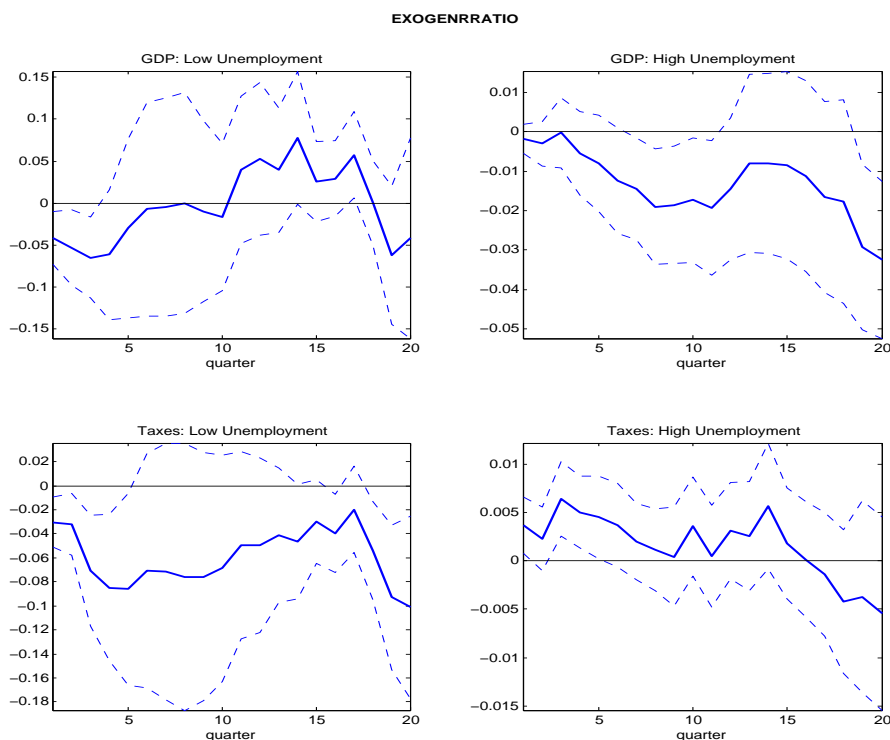 EXOGENRRATIO
GDP: Low Unemployment
0.15
0.1
0.05
0
−0.05
−0.1
−0.15
5 10 15 20
quarter
GDP: High Unemployment
0.01
0
−0.01
−0.02
−0.03
−0.04
−0.05
5 10 15 20
quarter
Taxes: Low Unemployment
0.02
0
−0.02
−0.04
−0.06
−0.08
−0.1
−0.12
−0.14
−0.16
−0.18
5 10 15 20
quarter
Taxes: High Unemployment
0.01
0.005
0
−0.005
−0.01
−0.015
5 10 15 20
quarter